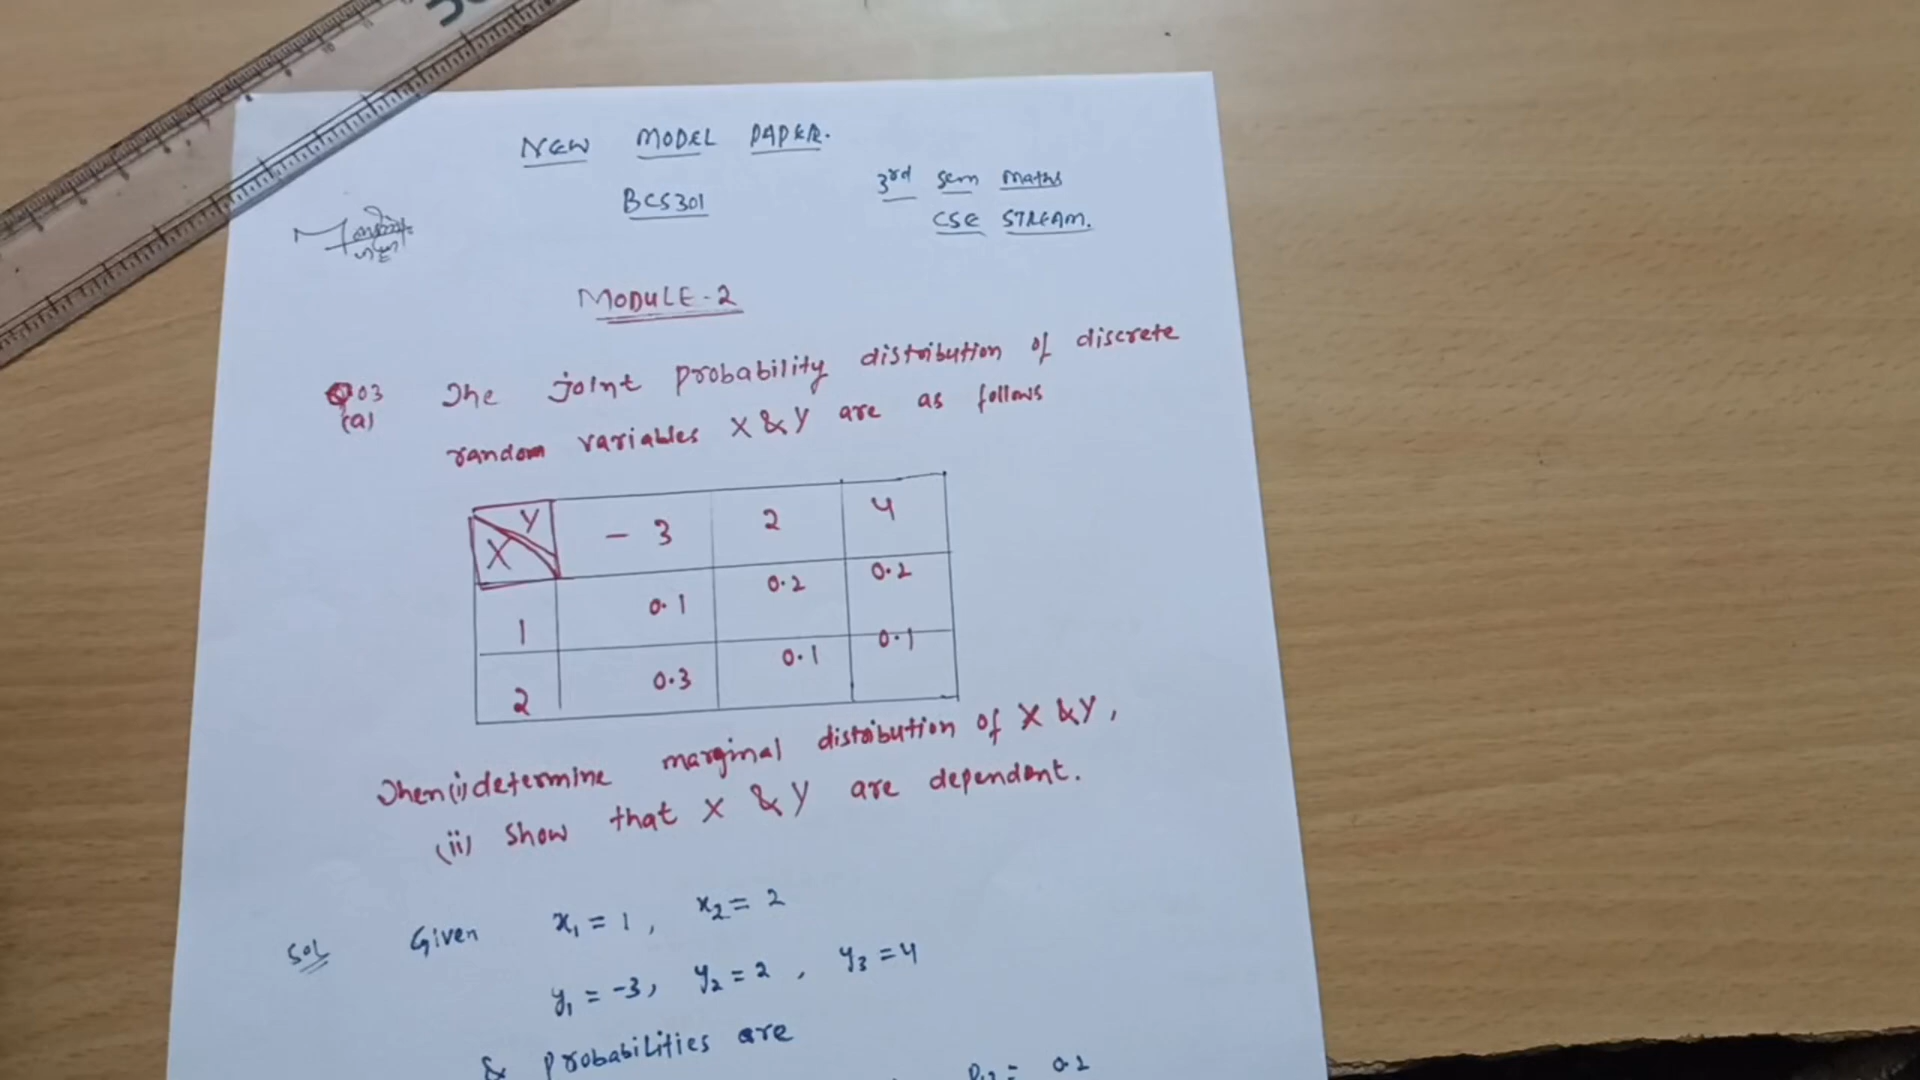 NEW MODEL PAPER.
BCS301
3rd sem maths
CSE STREAM.
MODULE-2
Q03 The joint probability distribution of discrete
(a) random variables X & Y are as follows
Y
X
-3 2 4
1 0.1 0.2 0.2
2 0.3 0.1 0.1
Then (i) determine marginal distribution of X & Y,
(ii) show that X & Y are dependent.
Sol Given x₁ = 1, x₂ = 2
y₁ = -3, y₂ = 2, y₃ = 4
& probabilities are
0.2